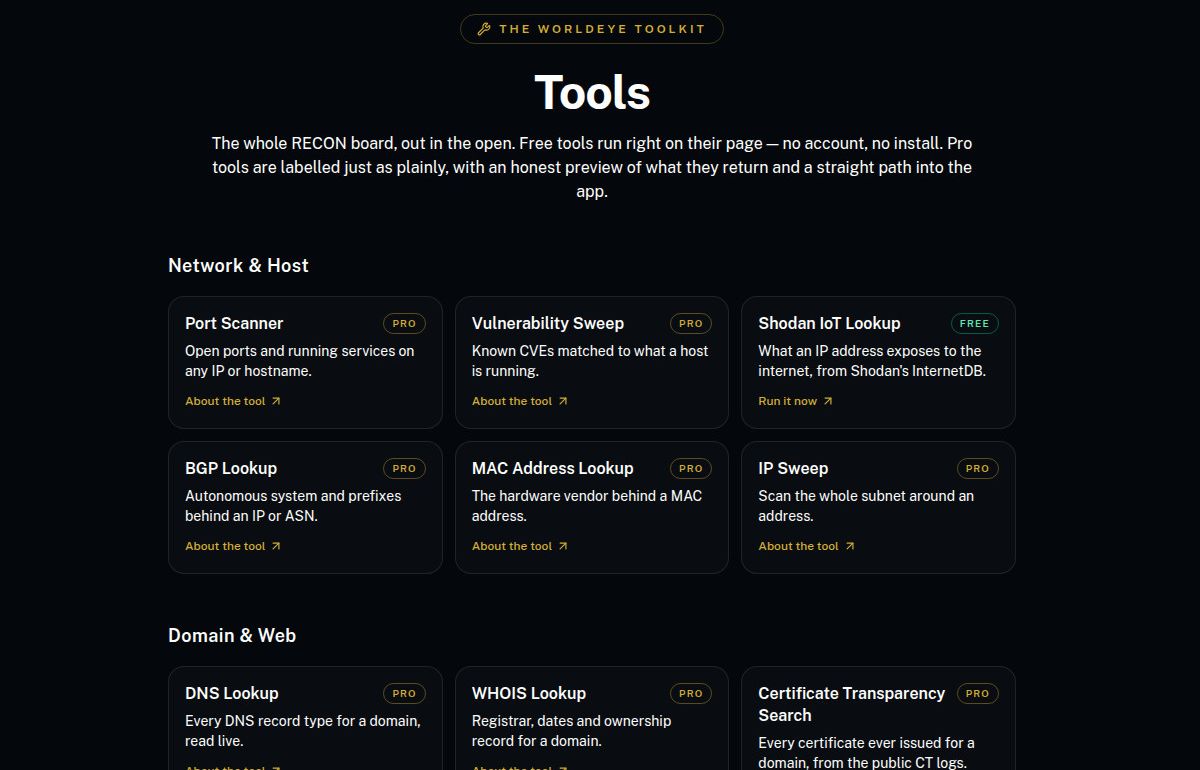 THE WORLDEYE TOOLKIT
Tools
The whole RECON board, out in the open. Free tools run right on their page — no account, no install. Pro
tools are labelled just as plainly, with an honest preview of what they return and a straight path into the
app.
Network & Host
Port Scanner
PRO
Open ports and running services on
any IP or hostname.
About the tool
Vulnerability Sweep
PRO
Known CVEs matched to what a host
is running.
About the tool
Shodan IoT Lookup
FREE
What an IP address exposes to the
internet, from Shodan's InternetDB.
Run it now
BGP Lookup
PRO
Autonomous system and prefixes
behind an IP or ASN.
About the tool
MAC Address Lookup
PRO
The hardware vendor behind a MAC
address.
About the tool
IP Sweep
PRO
Scan the whole subnet around an
address.
About the tool
Domain & Web
DNS Lookup
PRO
Every DNS record type for a domain,
read live.
About the tool
WHOIS Lookup
PRO
Registrar, dates and ownership
record for a domain.
About the tool
Certificate Transparency
Search
PRO
Every certificate ever issued for a
domain, from the public CT logs.